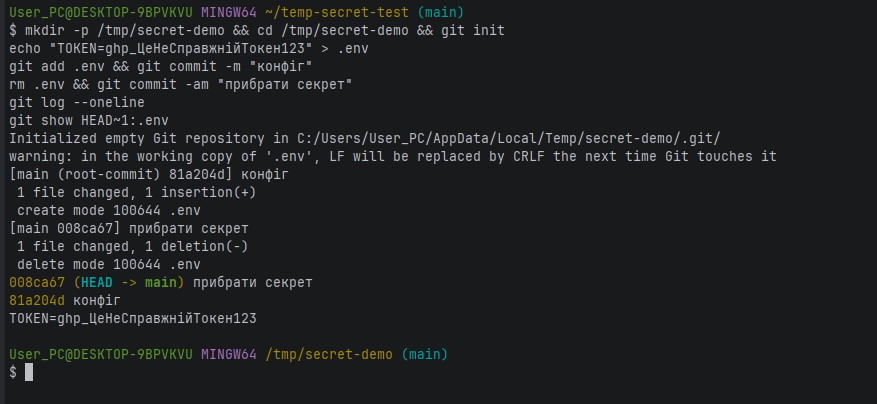 User_PC@DESKTOP-9BPVKVU MINGW64 ~/temp-secret-test (main)
$ mkdir -p /tmp/secret-demo && cd /tmp/secret-demo && git init
echo "TOKEN=ghp_ЦеНеСправжнійТокен123" > .env
git add .env && git commit -m "конфіг"
rm .env && git commit -am "прибрати секрет"
git log --oneline
git show HEAD~1:.env
Initialized empty Git repository in C:/Users/User_PC/AppData/Local/Temp/secret-demo/.git/
warning: in the working copy of '.env', LF will be replaced by CRLF the next time Git touches it
[main (root-commit) 81a204d] конфіг
 1 file changed, 1 insertion(+)
 create mode 100644 .env
[main 008ca67] прибрати секрет
 1 file changed, 1 deletion(-)
 delete mode 100644 .env
008ca67 (HEAD -> main) прибрати секрет
81a204d конфіг
TOKEN=ghp_ЦеНеСправжнійТокен123
User_PC@DESKTOP-9BPVKVU MINGW64 /tmp/secret-demo (main)
$